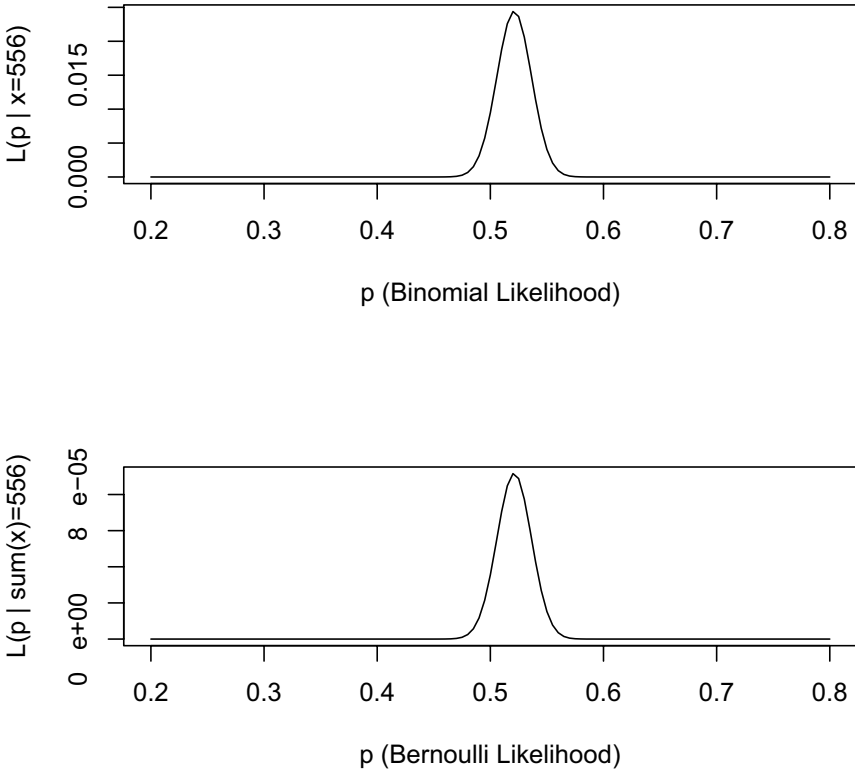 L(p | x=556)
0.015
0.000
0.2 0.3 0.4 0.5 0.6 0.7 0.8
p (Binomial Likelihood)
L(p | sum(x)=556)
8 e−05
0 e+00
0.2 0.3 0.4 0.5 0.6 0.7 0.8
p (Bernoulli Likelihood)